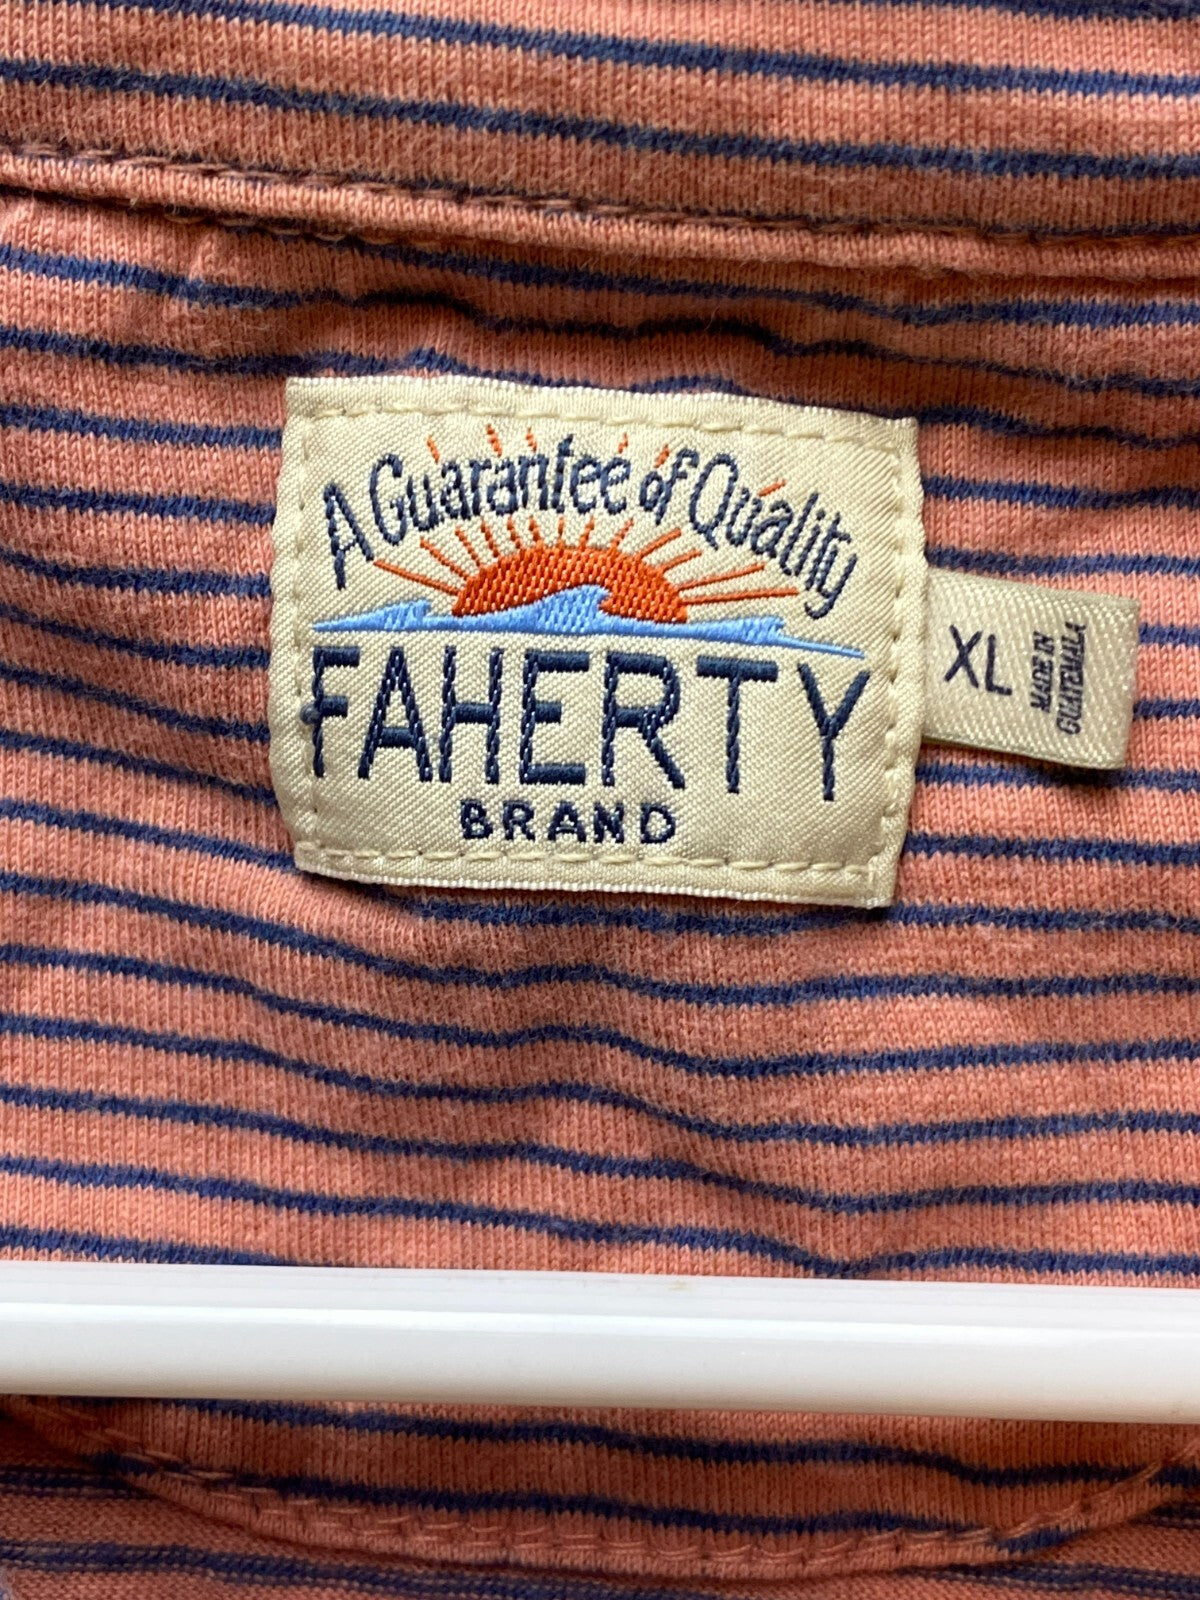 A Guarantee of Quality
FAHERTY
BRAND
XL
MADE IN
GUATEMALA